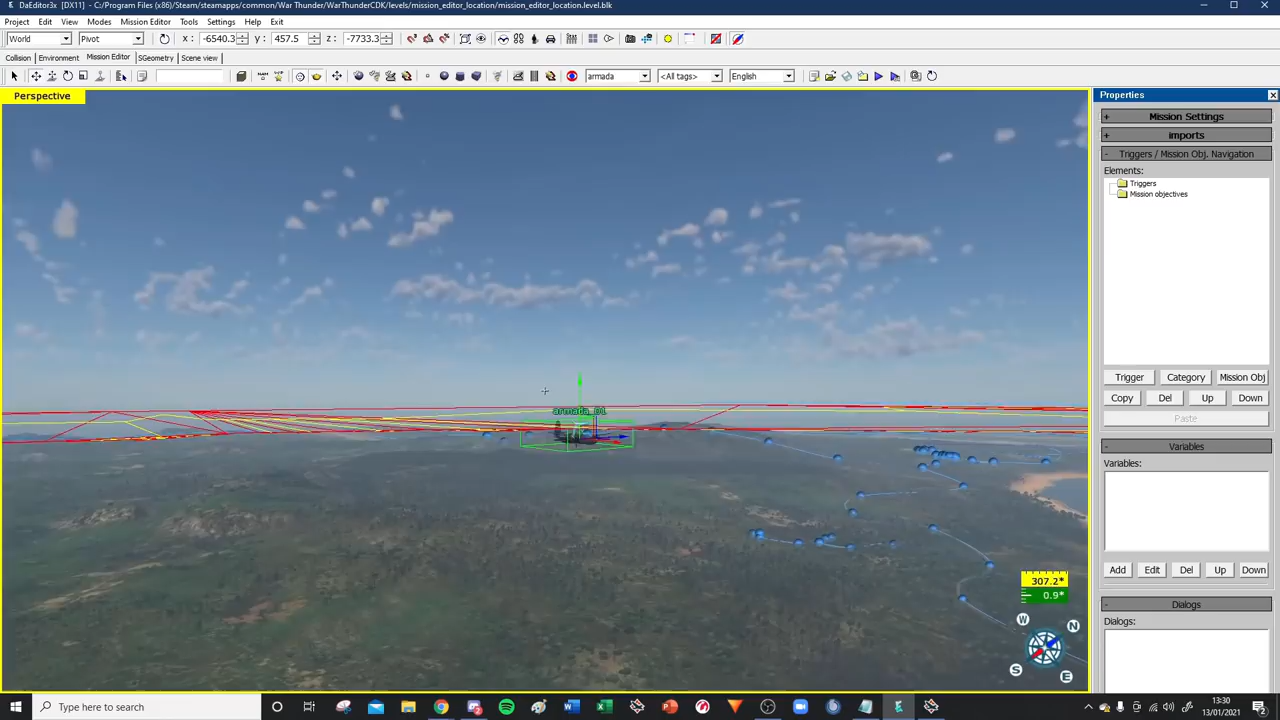 DaEditor3x [DX11] - C:/Program Files (x86)/Steam/steamapps/common/War Thunder/WarThunderCDK/levels/mission_editor_location/mission_editor_location.level.blk
Project Edit View Modes Mission Editor Tools Settings Help Exit
World Pivot x : -6540.3 y : 457.5 z : -7733.3
Collision Environment Mission Editor SGeometry Scene view
armada <All tags> English
Perspective
Properties
+ Mission Settings
+ imports
- Triggers / Mission Obj. Navigation
Elements:
Triggers
Mission objectives
Trigger Category Mission Obj
Copy Del Up Down
Paste
- Variables
Variables:
Add Edit Del Up Down
- Dialogs
Dialogs:
armada_01
307.2*
0.9*
W N
S E
Type here to search
13:30
13/01/2021